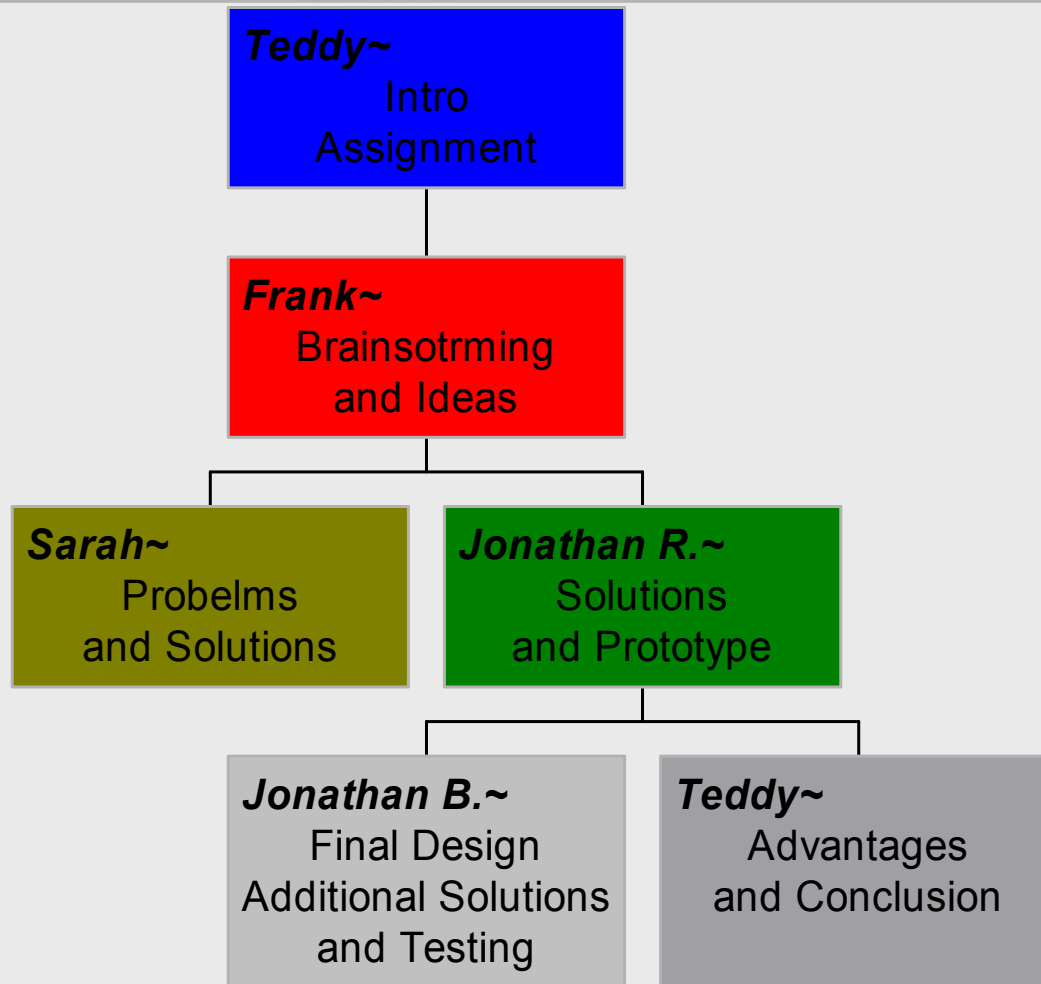 Teddy~
Intro
Assignment
Frank~
Brainsotrming
and Ideas
Sarah~
Probelms
and Solutions
Jonathan R.~
Solutions
and Prototype
Jonathan B.~
Final Design
Additional Solutions
and Testing
Teddy~
Advantages
and Conclusion